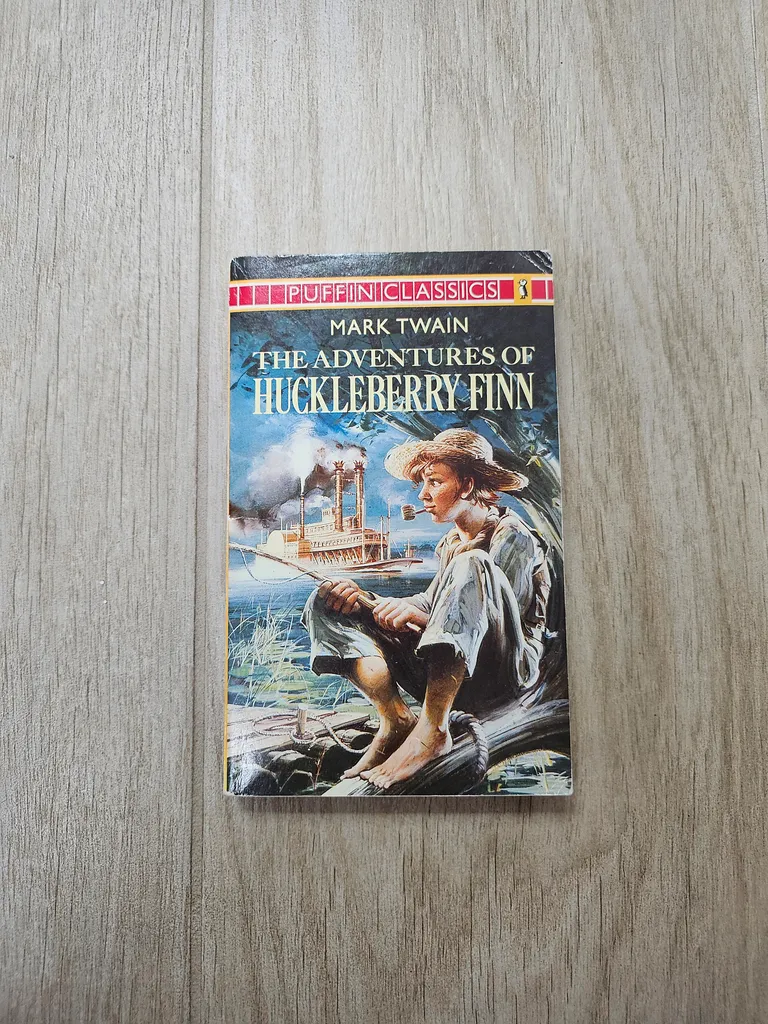 PUFFIN CLASSICS
MARK TWAIN
THE ADVENTURES OF
HUCKLEBERRY FINN